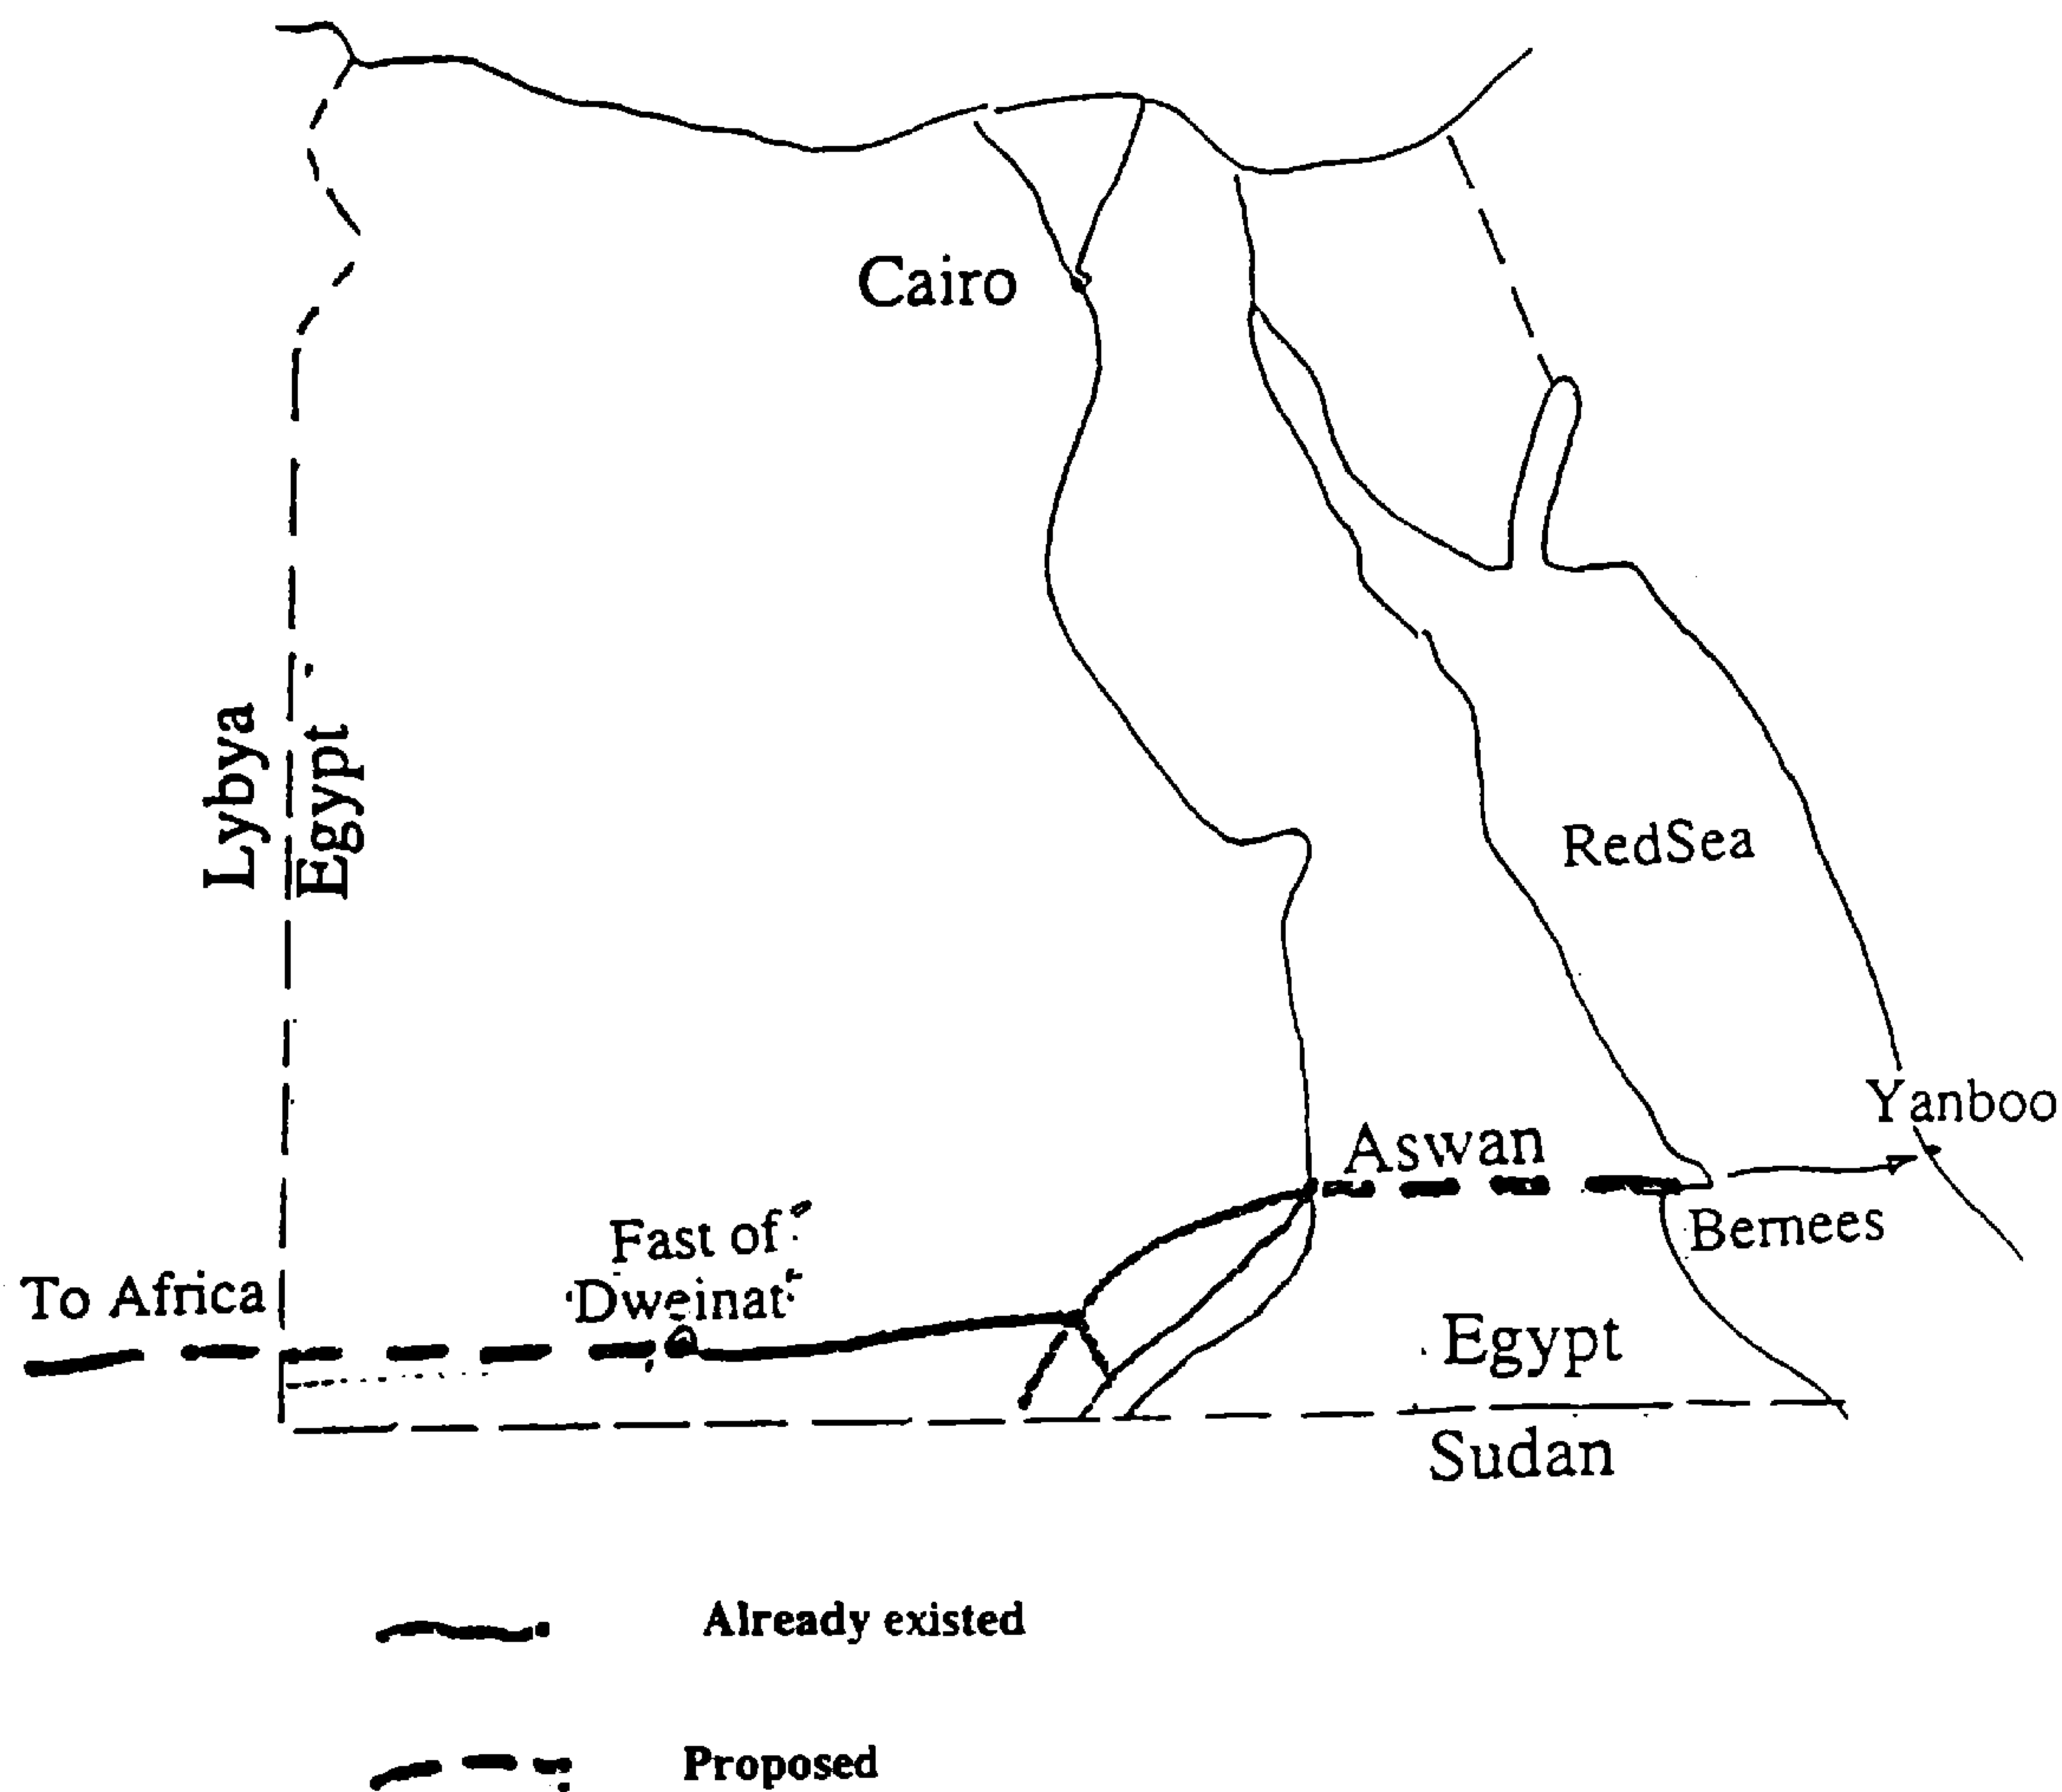 Cairo
Lybya
Egypt
RedSea
Yanboo
Aswan
Bernees
Fast of
Dweinat
To Africa
Egypt
Sudan
Already existed
Proposed